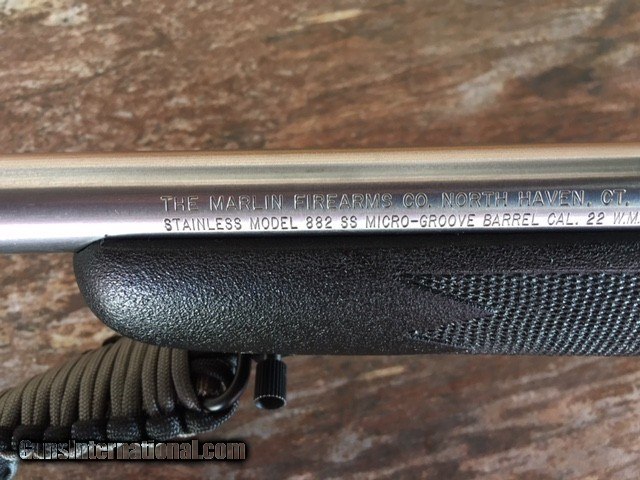 THE MARLIN FIREARMS CO. NORTH HAVEN, CT.
STAINLESS MODEL 882 SS MICRO-GROOVE BARREL CAL. 22 W.M.
GunsInternational.com